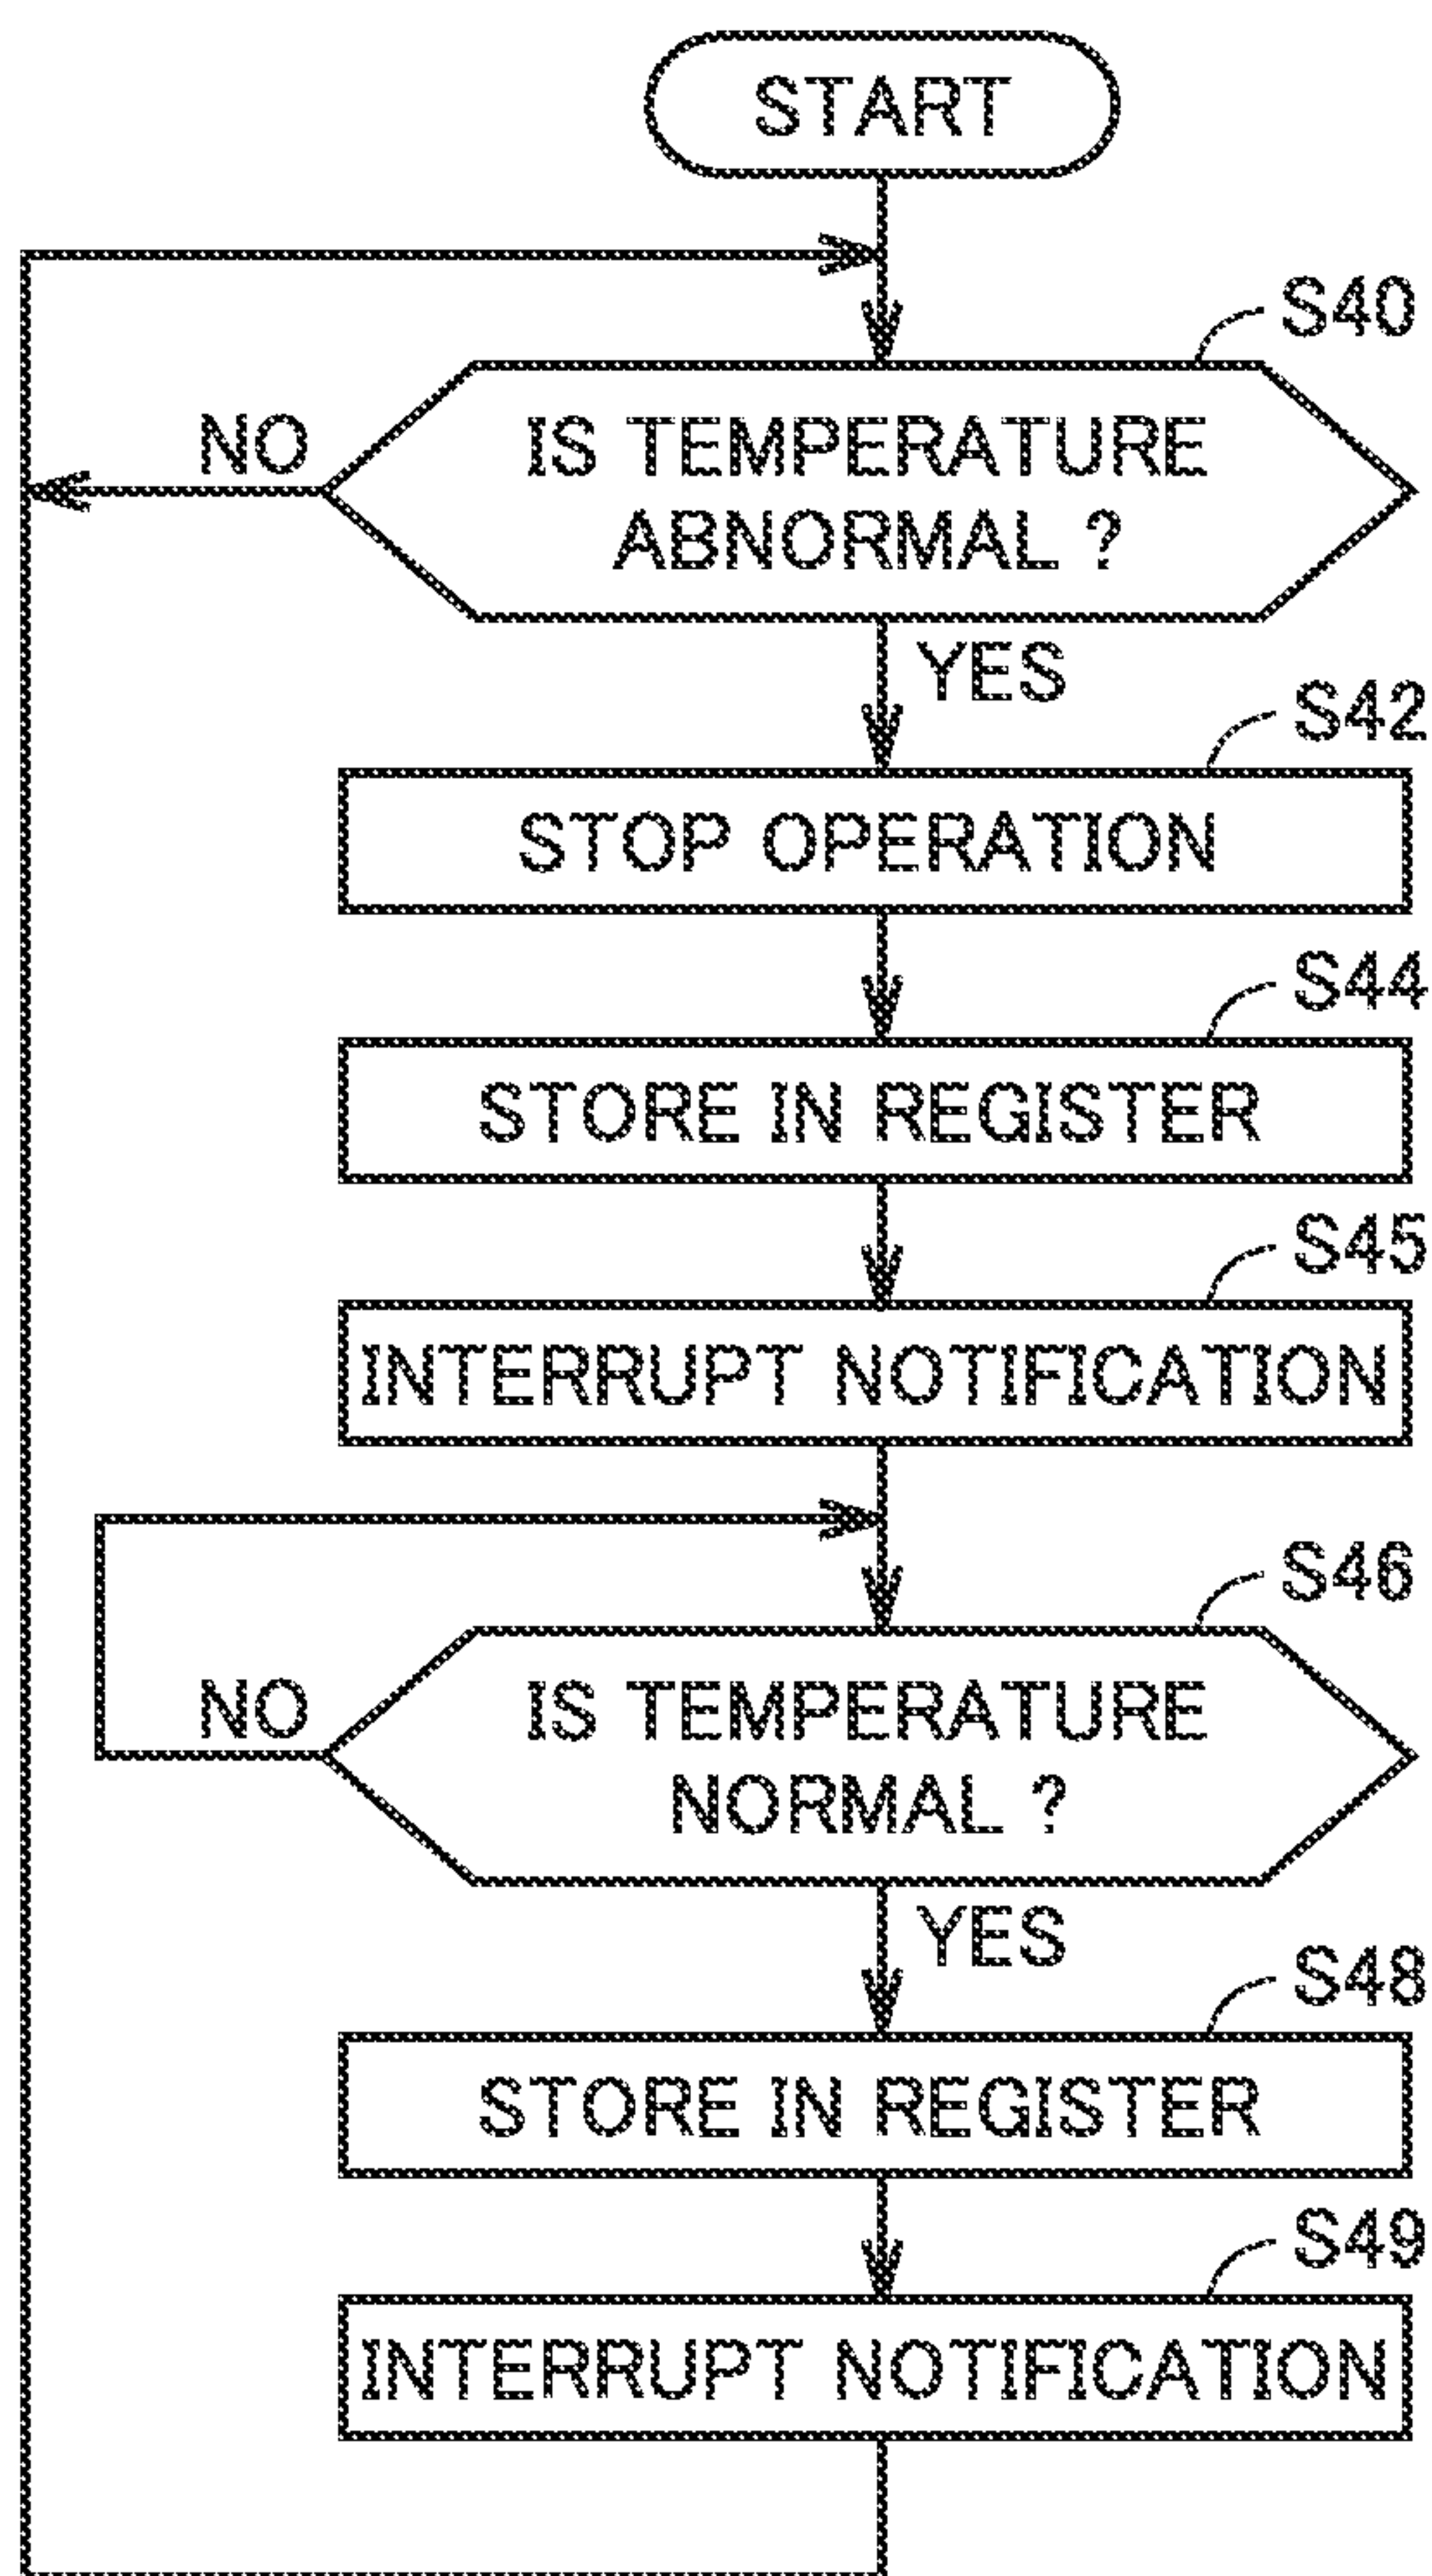 START
S40
NO
IS TEMPERATURE
ABNORMAL ?
YES
S42
STOP OPERATION
S44
STORE IN REGISTER
S45
INTERRUPT NOTIFICATION
S46
NO
IS TEMPERATURE
NORMAL ?
YES
S48
STORE IN REGISTER
S49
INTERRUPT NOTIFICATION